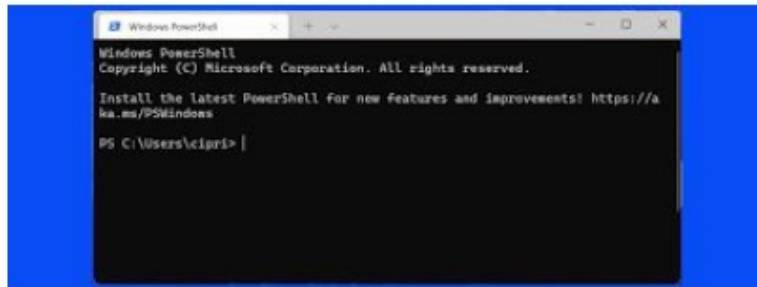 Windows PowerShell
Windows PowerShell
Copyright (C) Microsoft Corporation. All rights reserved.
Install the latest PowerShell for new features and improvements! https://a
ka.ms/PSWindows
PS C:\Users\cipri>